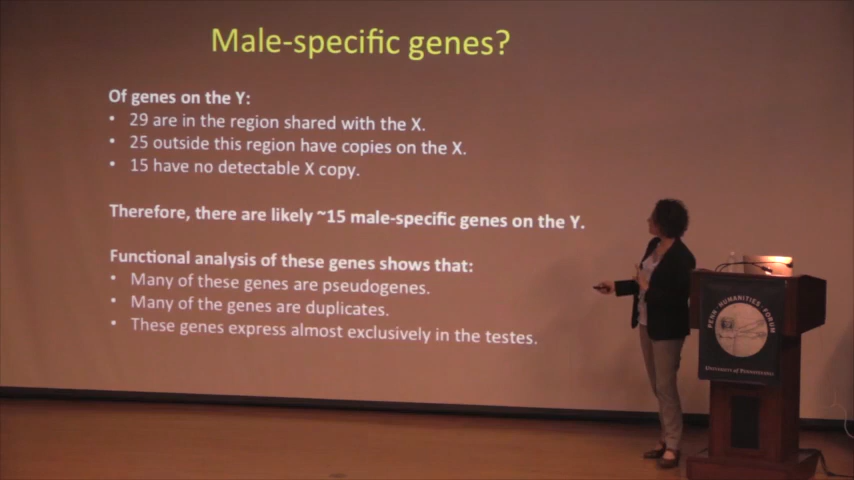 Male-specific genes?
Of genes on the Y:
• 29 are in the region shared with the X.
• 25 outside this region have copies on the X.
• 15 have no detectable X copy.
Therefore, there are likely ~15 male-specific genes on the Y.
Functional analysis of these genes shows that:
• Many of these genes are pseudogenes.
• Many of the genes are duplicates.
• These genes express almost exclusively in the testes.
PENN · HUMANITIES · FORUM
UNIVERSITY OF PENNSYLVANIA